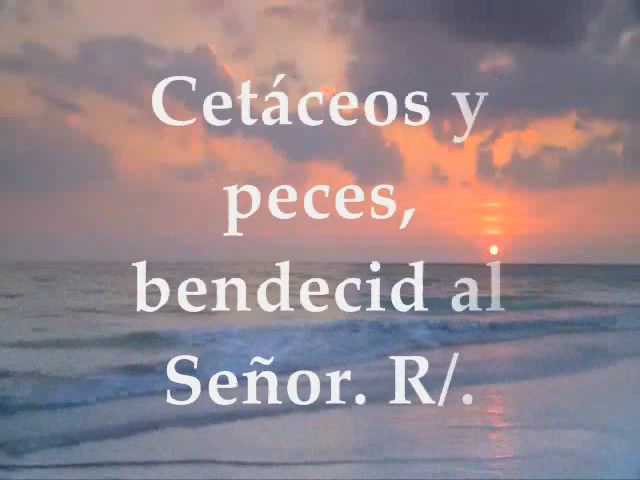 Cetáceos y
peces,
bendecid al
Señor. R/.